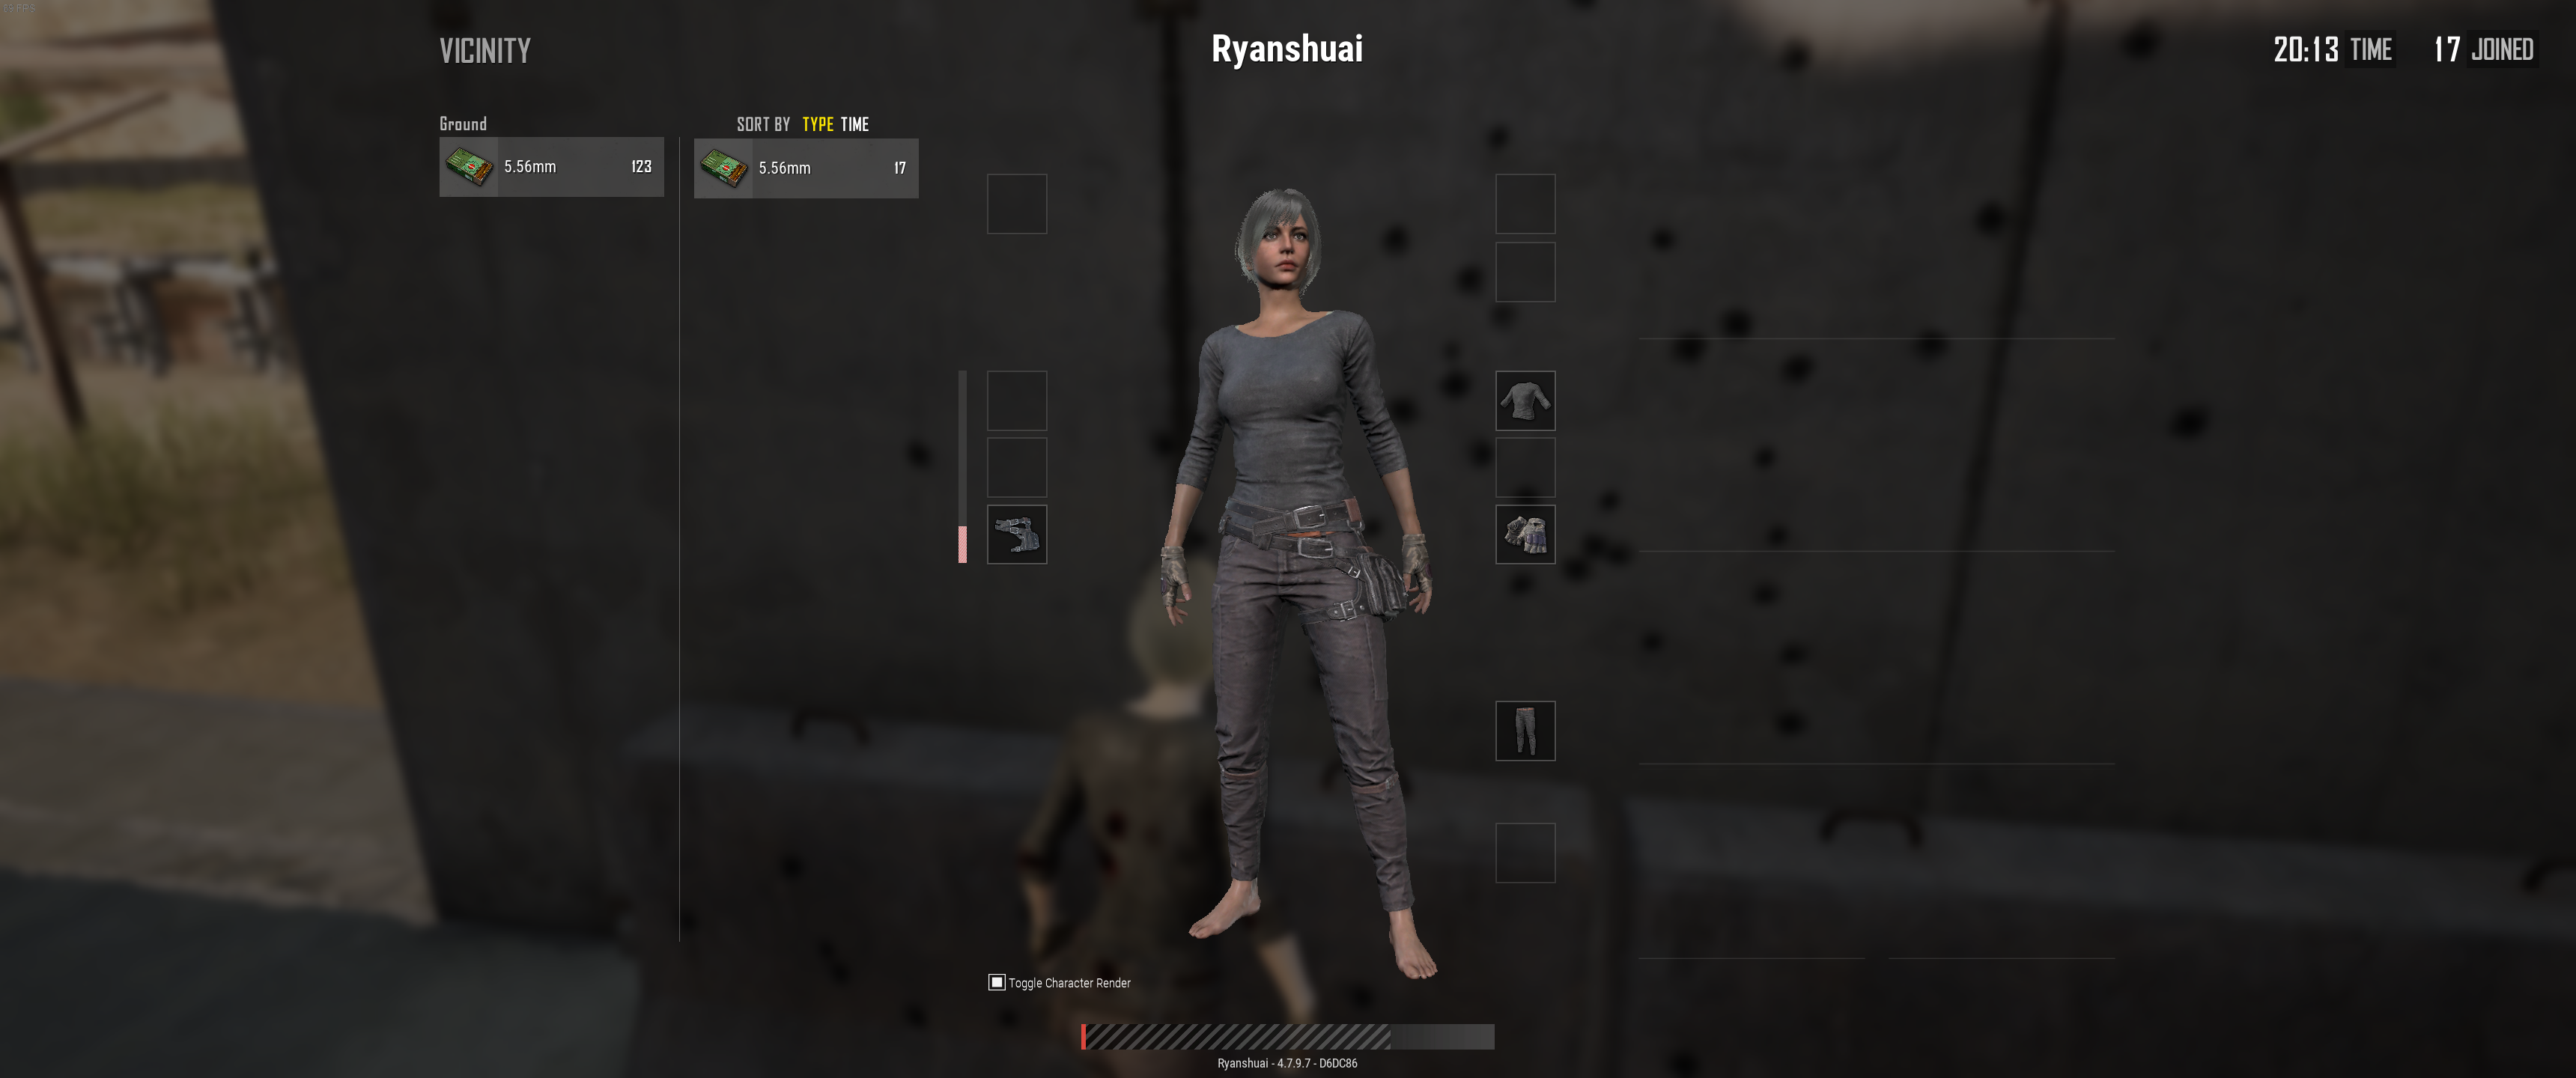 VICINITY
Ryanshuai
20:13 TIME 17 JOINED
Ground
SORT BY TYPE TIME
5.56mm 123
5.56mm 17
Toggle Character Render
Ryanshuai - 4.7.9.7 - D6DC86